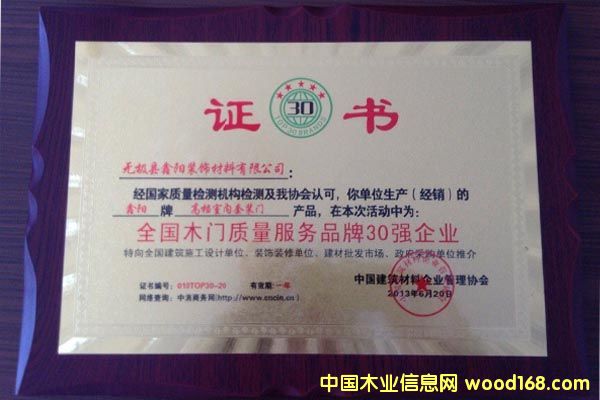 证 书
30
TOP30 BRANDS
无极县鑫阳装饰材料有限公司：
经国家质量检测机构检测及我协会认可，你单位生产（经销）的
鑫阳 牌 高档室内套装门 产品，在本次活动中为：
全国木门质量服务品牌30强企业
特向全国建筑施工设计单位、装饰装修单位、建材批发市场、政府采购单位推介
证书编号：010TOP30-20 有效期：一年
网络查询：中消商务网(http://www.cncin.cn)
中国建筑材料企业管理协会
2013年6月20日
中国木业信息网 wood168.com